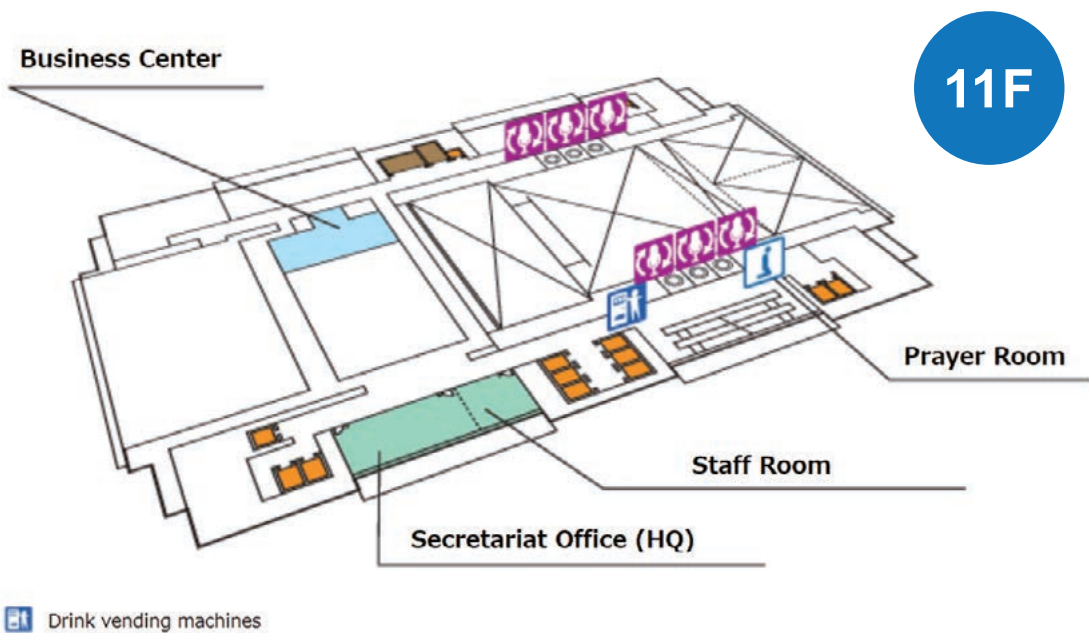 Business Center
11F
Prayer Room
Staff Room
Secretariat Office (HQ)
Drink vending machines